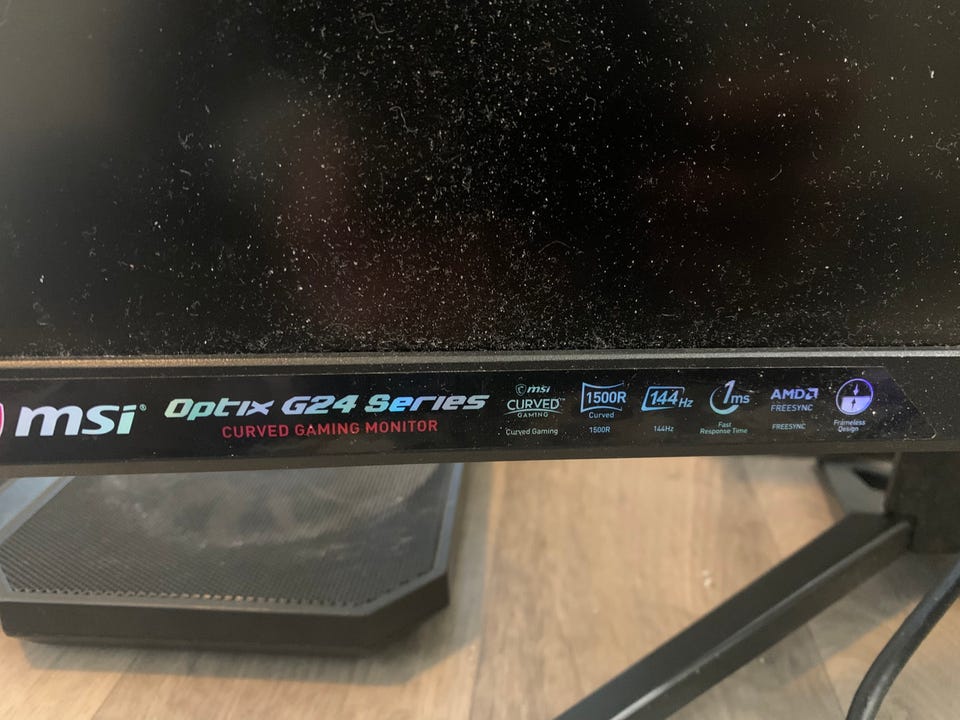 msi® Optix G24 Series
CURVED GAMING MONITOR
msi
CURVED™
GAMING
Curved Gaming
1500R
Curved
1500R
144Hz
144Hz
1ms
Fast
Response Time
AMD
FREESYNC
FREESYNC
Frameless
Design